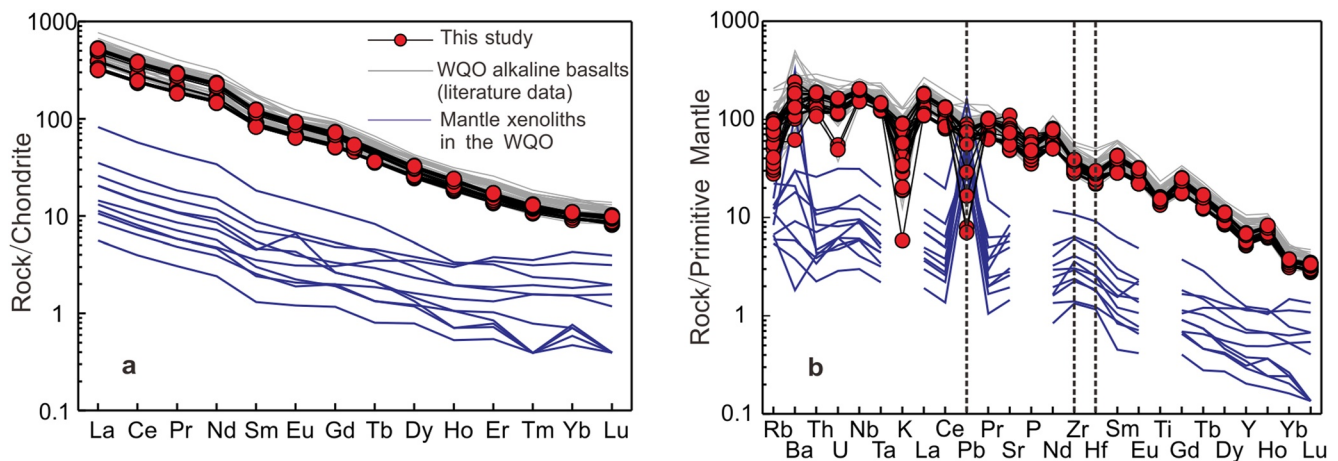 1000
100
10
1
0.1
Rock/Chondrite
This study
WQO alkaline basalts
(literature data)
Mantle xenoliths
in the WQO
a
La Ce Pr Nd Sm Eu Gd Tb Dy Ho Er Tm Yb Lu
1000
100
10
1
0.1
Rock/Primitive Mantle
b
Rb Th Nb K Ce Pr P Zr Sm Ti Tb Y Yb
Ba U Ta La Pb Sr Nd Hf Eu Gd Dy Ho Lu